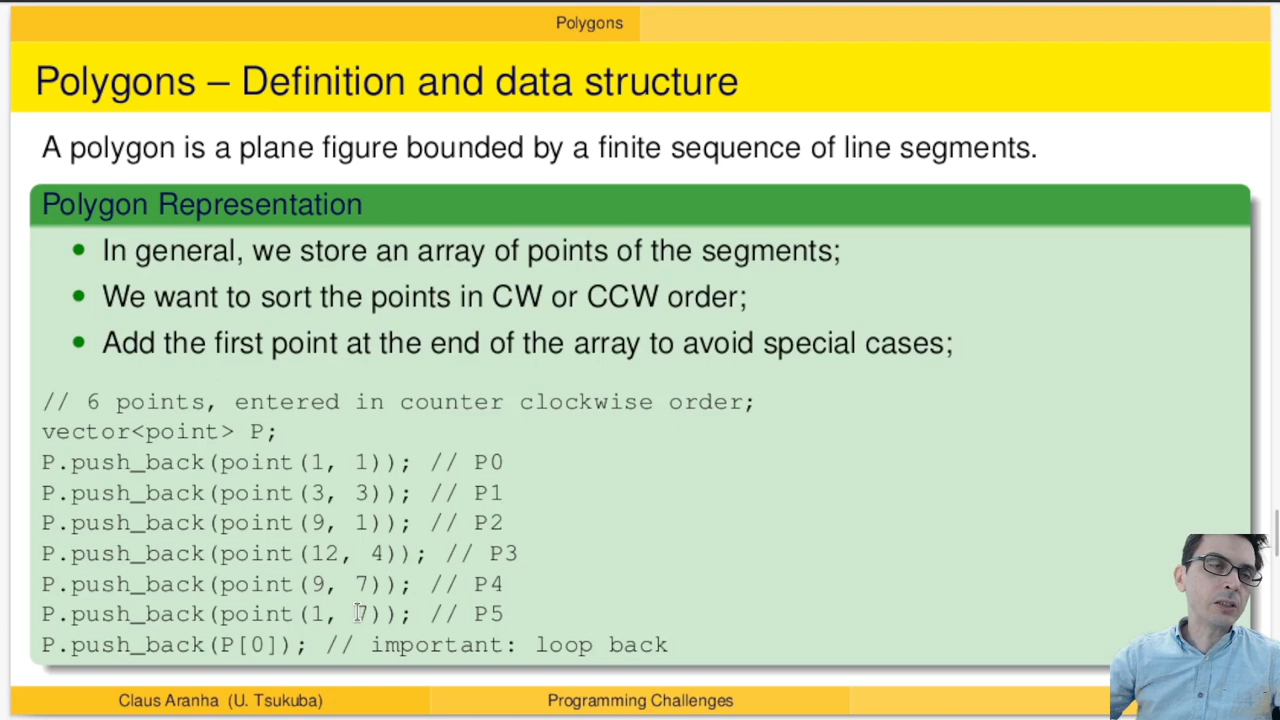 Polygons
Polygons – Definition and data structure
A polygon is a plane figure bounded by a finite sequence of line segments.
Polygon Representation
• In general, we store an array of points of the segments;
• We want to sort the points in CW or CCW order;
• Add the first point at the end of the array to avoid special cases;
// 6 points, entered in counter clockwise order;
vector<point> P;
P.push_back(point(1, 1)); // P0
P.push_back(point(3, 3)); // P1
P.push_back(point(9, 1)); // P2
P.push_back(point(12, 4)); // P3
P.push_back(point(9, 7)); // P4
P.push_back(point(1, 7)); // P5
P.push_back(P[0]); // important: loop back
Claus Aranha (U. Tsukuba)
Programming Challenges